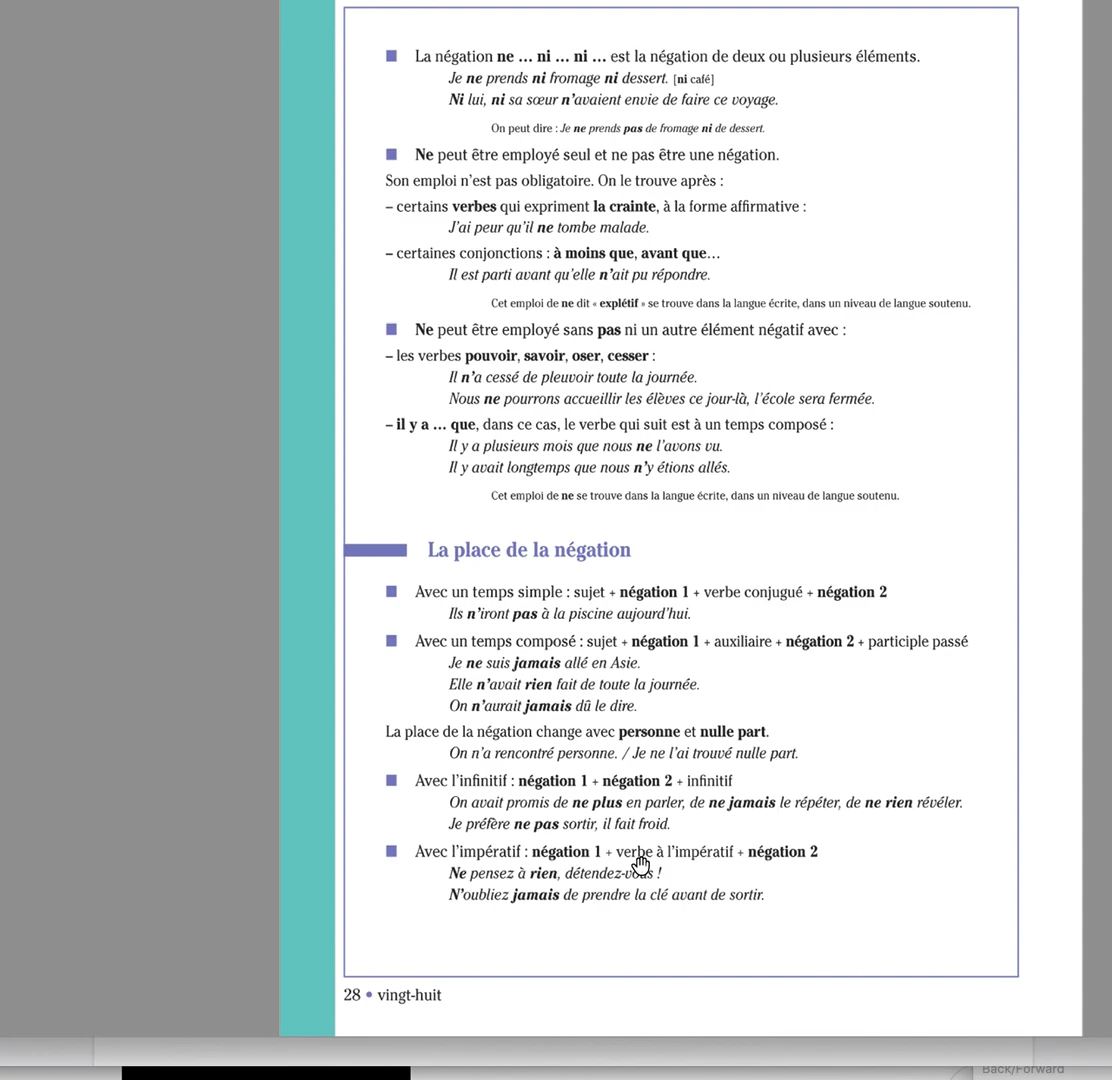 La négation ne ... ni ... ni ... est la négation de deux ou plusieurs éléments.
Je ne prends ni fromage ni dessert. [ni café]
Ni lui, ni sa sœur n'avaient envie de faire ce voyage.
On peut dire : Je ne prends pas de fromage ni de dessert.
Ne peut être employé seul et ne pas être une négation.
Son emploi n'est pas obligatoire. On le trouve après :
– certains verbes qui expriment la crainte, à la forme affirmative :
J'ai peur qu'il ne tombe malade.
– certaines conjonctions : à moins que, avant que...
Il est parti avant qu'elle n'ait pu répondre.
Cet emploi de ne dit « explétif » se trouve dans la langue écrite, dans un niveau de langue soutenu.
Ne peut être employé sans pas ni un autre élément négatif avec :
– les verbes pouvoir, savoir, oser, cesser :
Il n'a cessé de pleuvoir toute la journée.
Nous ne pourrons accueillir les élèves ce jour-là, l'école sera fermée.
– il y a ... que, dans ce cas, le verbe qui suit est à un temps composé :
Il y a plusieurs mois que nous ne l'avons vu.
Il y avait longtemps que nous n'y étions allés.
Cet emploi de ne se trouve dans la langue écrite, dans un niveau de langue soutenu.
La place de la négation
Avec un temps simple : sujet + négation 1 + verbe conjugué + négation 2
Ils n'iront pas à la piscine aujourd'hui.
Avec un temps composé : sujet + négation 1 + auxiliaire + négation 2 + participle passé
Je ne suis jamais allé en Asie.
Elle n'avait rien fait de toute la journée.
On n'aurait jamais dû le dire.
La place de la négation change avec personne et nulle part.
On n'a rencontré personne. / Je ne l'ai trouvé nulle part.
Avec l'infinitif : négation 1 + négation 2 + infinitif
On avait promis de ne plus en parler, de ne jamais le répéter, de ne rien révéler.
Je préfère ne pas sortir, il fait froid.
Avec l'impératif : négation 1 + verbe à l'impératif + négation 2
Ne pensez à rien, détendez-vous !
N'oubliez jamais de prendre la clé avant de sortir.
28 • vingt-huit
Back/Forward